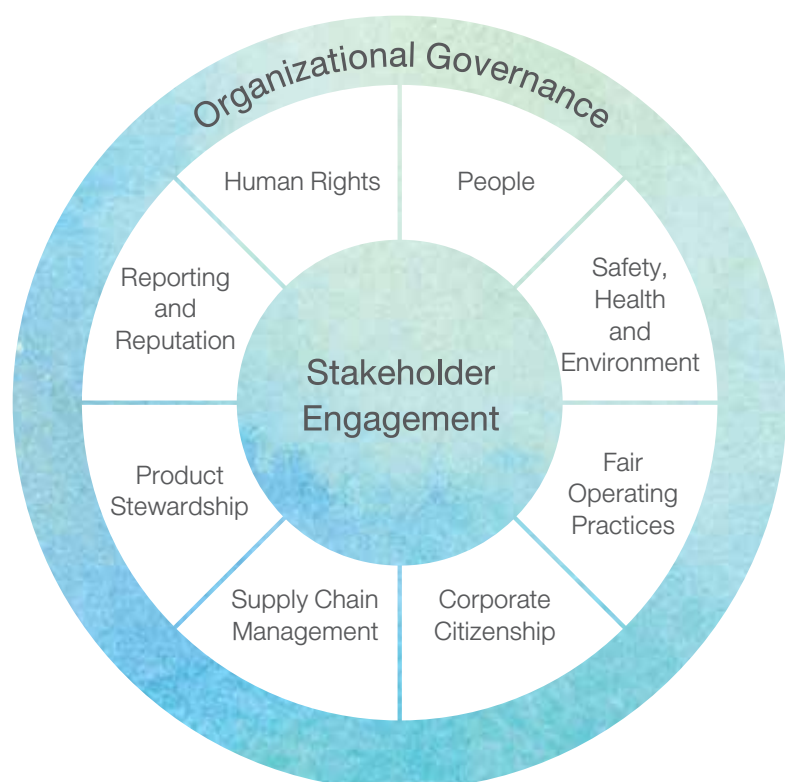 Organizational Governance
Human Rights
People
Safety,
Health
and
Environment
Fair
Operating
Practices
Corporate
Citizenship
Supply Chain
Management
Product
Stewardship
Reporting
and
Reputation
Stakeholder
Engagement